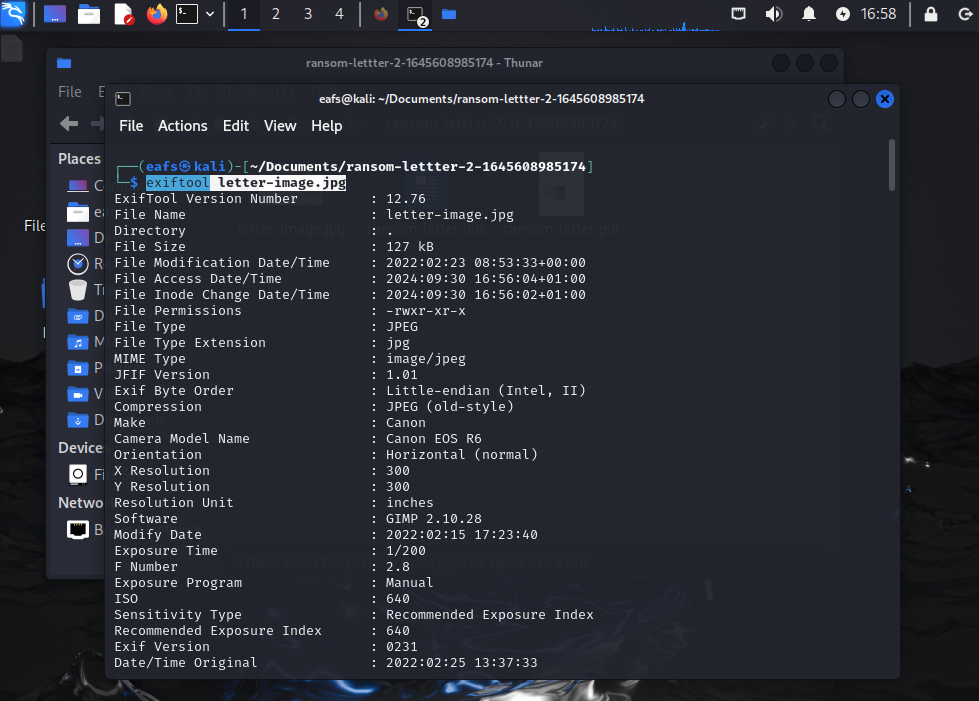 1 2 3 4 2 16:58
ransom-lettter-2-1645608985174 - Thunar
File
eafs@kali: ~/Documents/ransom-lettter-2-1645608985174
File Actions Edit View Help
Places
File
Devices
Netwo
┌──(eafs㉿kali)-[~/Documents/ransom-lettter-2-1645608985174]
└─$ exiftool letter-image.jpg
ExifTool Version Number : 12.76
File Name : letter-image.jpg
Directory : .
File Size : 127 kB
File Modification Date/Time : 2022:02:23 08:53:33+00:00
File Access Date/Time : 2024:09:30 16:56:04+01:00
File Inode Change Date/Time : 2024:09:30 16:56:02+01:00
File Permissions : -rwxr-xr-x
File Type : JPEG
File Type Extension : jpg
MIME Type : image/jpeg
JFIF Version : 1.01
Exif Byte Order : Little-endian (Intel, II)
Compression : JPEG (old-style)
Make : Canon
Camera Model Name : Canon EOS R6
Orientation : Horizontal (normal)
X Resolution : 300
Y Resolution : 300
Resolution Unit : inches
Software : GIMP 2.10.28
Modify Date : 2022:02:15 17:23:40
Exposure Time : 1/200
F Number : 2.8
Exposure Program : Manual
ISO : 640
Sensitivity Type : Recommended Exposure Index
Recommended Exposure Index : 640
Exif Version : 0231
Date/Time Original : 2022:02:25 13:37:33